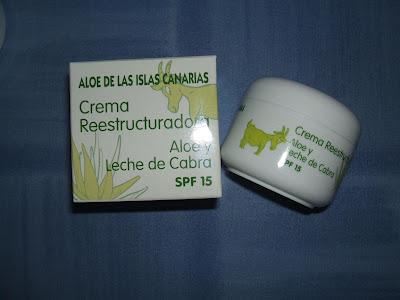 ALOE DE LAS ISLAS CANARIAS
Crema
Reestructuradora
Aloe y
Leche de Cabra
SPF 15
Crema
Aloe y
Leche de Cabra
SPF 15